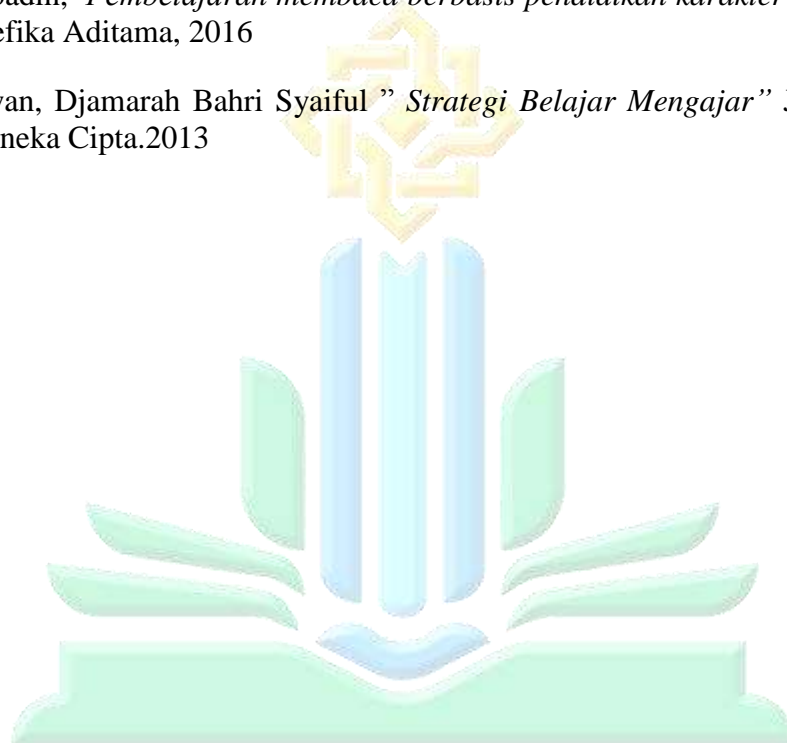 Pembelajaran membaca berbasis pendidikan karakter
efika Aditama, 2016
van, Djamarah Bahri Syaiful ” Strategi Belajar Mengajar”
neka Cipta.2013